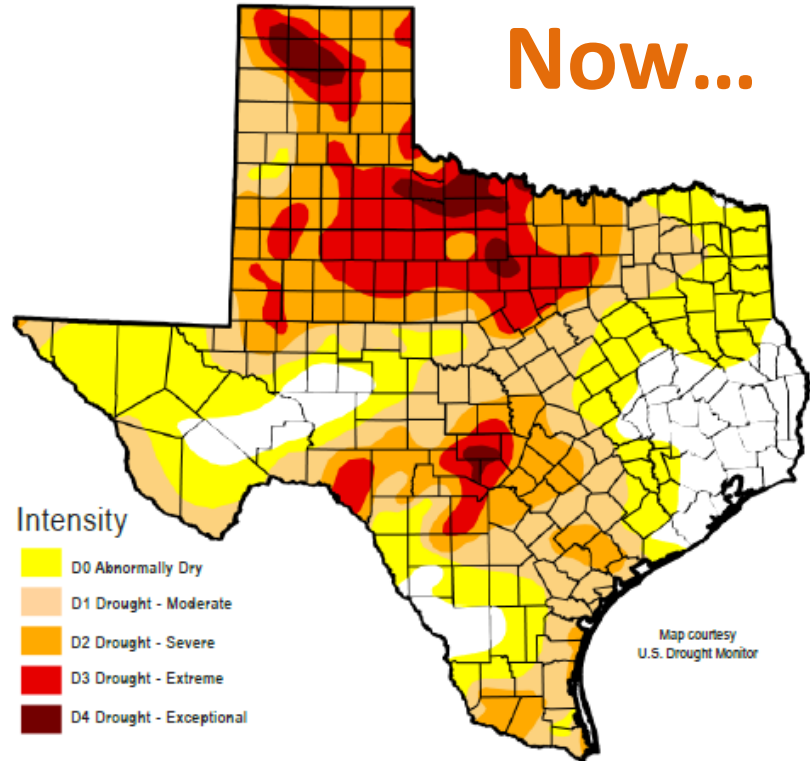 Now...
Intensity
D0 Abnormally Dry
D1 Drought - Moderate
D2 Drought - Severe
D3 Drought - Extreme
D4 Drought - Exceptional
Map courtesy
U.S. Drought Monitor